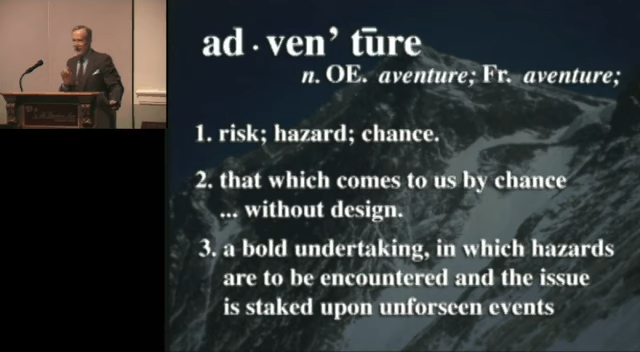 ad · ven’ tūre
n. OE. aventure; Fr. aventure;
1. risk; hazard; chance.
2. that which comes to us by chance
... without design.
3. a bold undertaking, in which hazards
are to be encountered and the issue
is staked upon unforseen events